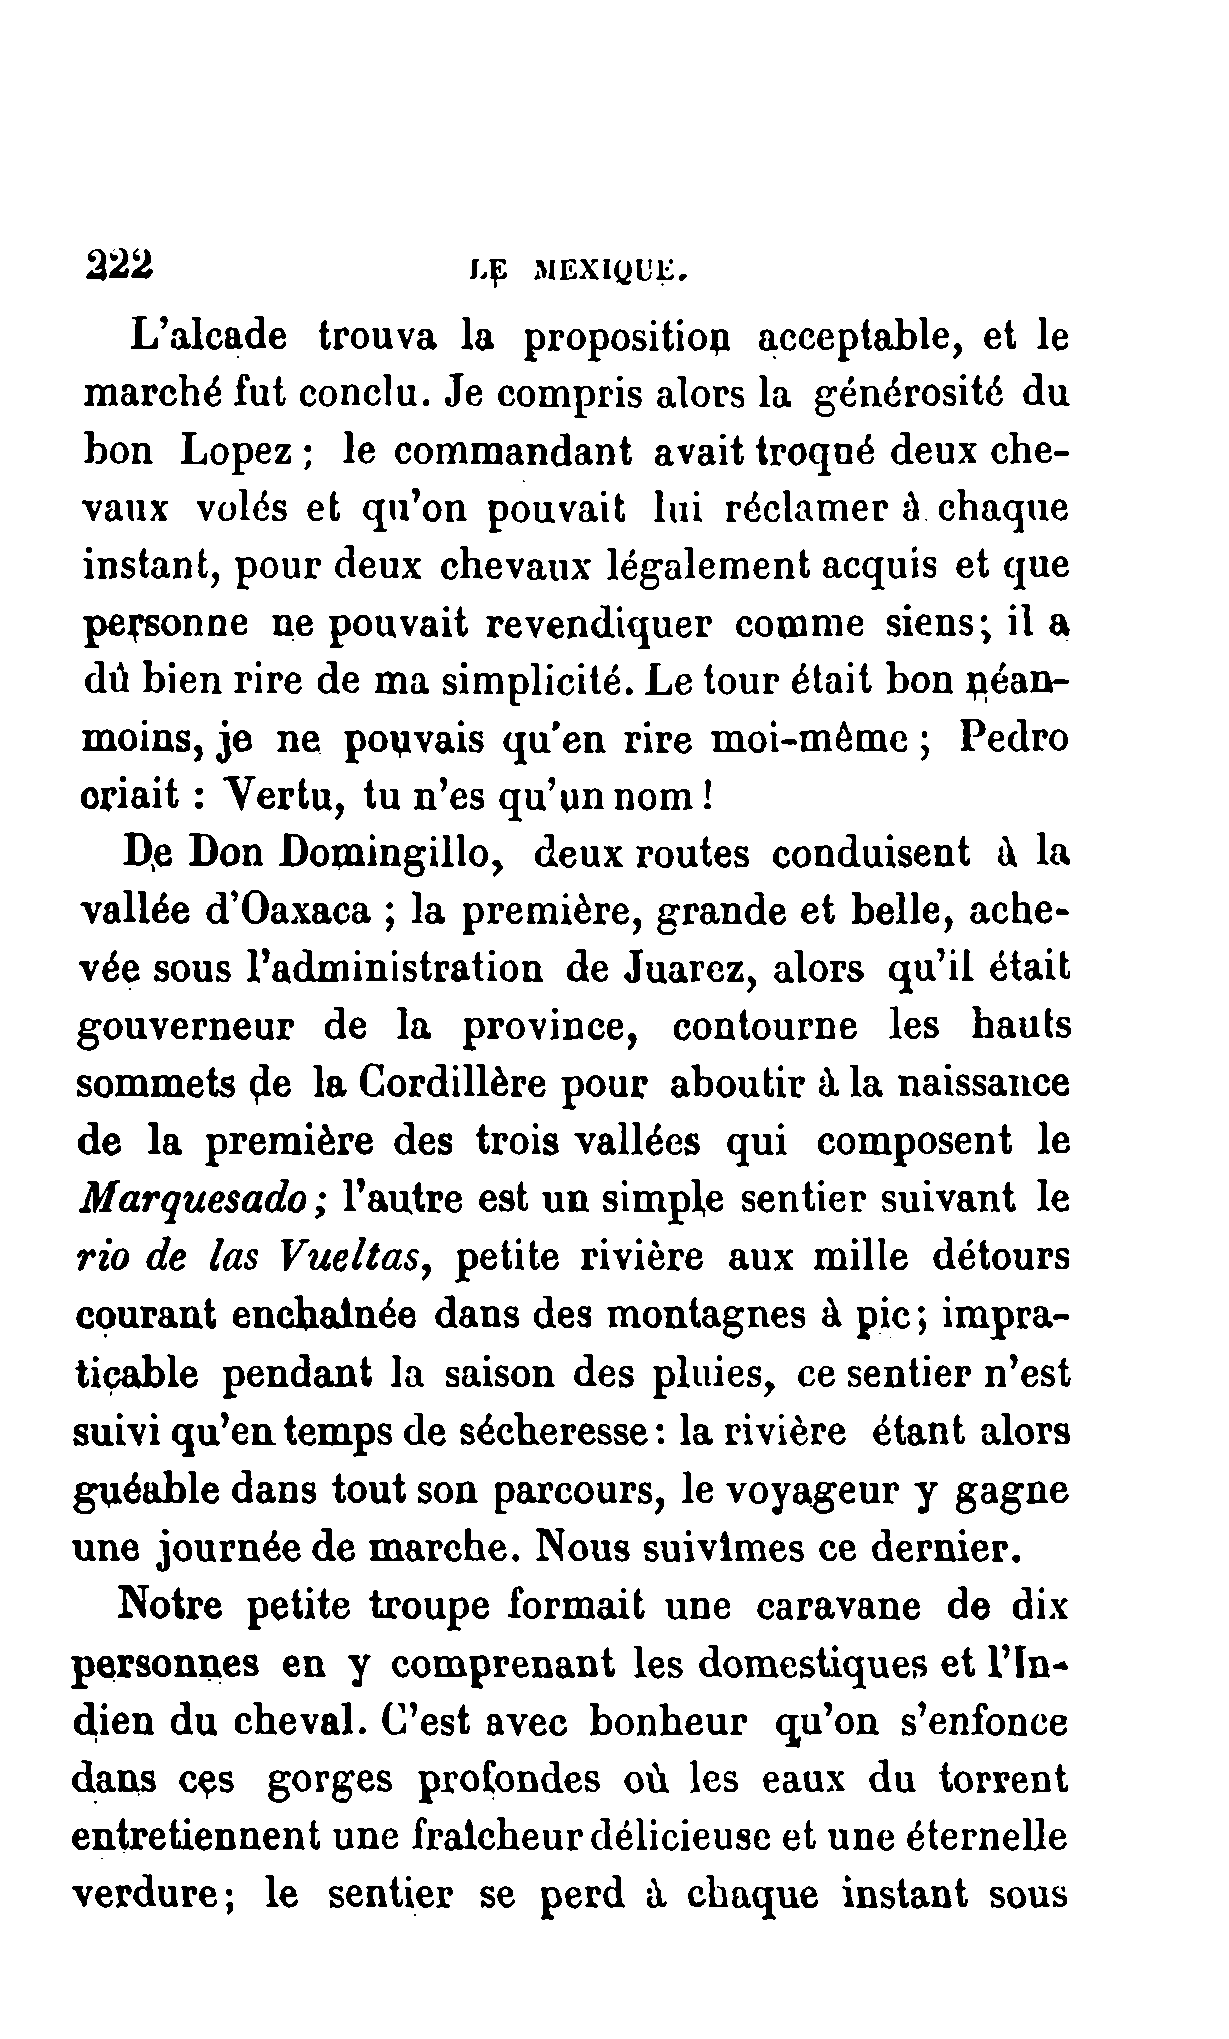 222 LE MEXIQUE.
L'alcade trouva la proposition acceptable, et le
marché fut conclu. Je compris alors la générosité du
bon Lopez ; le commandant avait troqué deux che-
vaux volés et qu'on pouvait lui réclamer à chaque
instant, pour deux chevaux légalement acquis et que
personne ne pouvait revendiquer comme siens; il a
dû bien rire de ma simplicité. Le tour était bon néan-
moins, je ne pouvais qu'en rire moi-même ; Pedro
criait : Vertu, tu n'es qu'un nom !
De Don Domingillo, deux routes conduisent à la
vallée d'Oaxaca ; la première, grande et belle, ache-
vée sous l'administration de Juarez, alors qu'il était
gouverneur de la province, contourne les hauts
sommets de la Cordillère pour aboutir à la naissance
de la première des trois vallées qui composent le
Marquesado ; l'autre est un simple sentier suivant le
rio de las Vueltas, petite rivière aux mille détours
courant enchaînée dans des montagnes à pic; impra-
ticable pendant la saison des pluies, ce sentier n'est
suivi qu'en temps de sécheresse : la rivière étant alors
guéable dans tout son parcours, le voyageur y gagne
une journée de marche. Nous suivîmes ce dernier.
Notre petite troupe formait une caravane de dix
personnes en y comprenant les domestiques et l'In-
dien du cheval. C'est avec bonheur qu'on s'enfonce
dans ces gorges profondes où les eaux du torrent
entretiennent une fraîcheur délicieuse et une éternelle
verdure; le sentier se perd à chaque instant sous